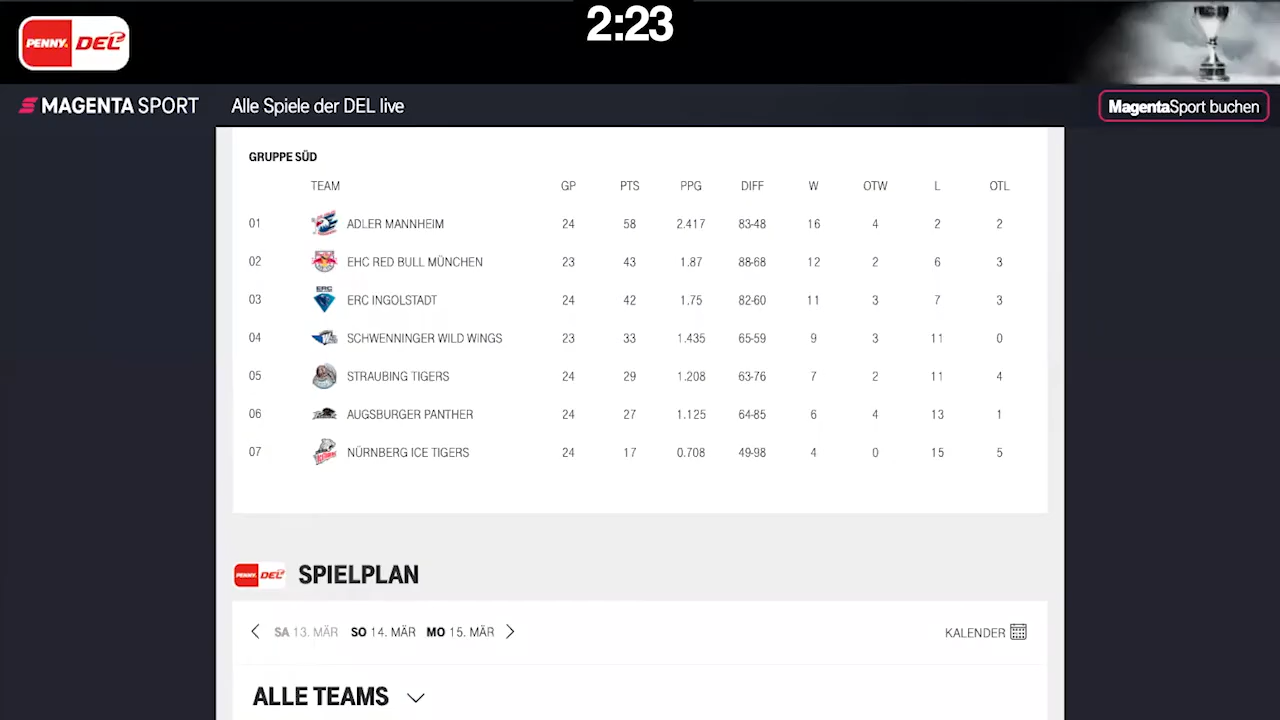 2:23
PENNY. DEL
MAGENTA SPORT Alle Spiele der DEL live MagentaSport buchen
GRUPPE SÜD
TEAM GP PTS PPG DIFF W OTW L OTL
01 ADLER MANNHEIM 24 58 2.417 83-48 16 4 2 2
02 EHC RED BULL MÜNCHEN 23 43 1.87 88-68 12 2 6 3
ERC
03 ERC INGOLSTADT 24 42 1.75 82-60 11 3 7 3
04 SCHWENNINGER WILD WINGS 23 33 1.435 65-59 9 3 11 0
05 STRAUBING TIGERS 24 29 1.208 63-76 7 2 11 4
06 AUGSBURGER PANTHER 24 27 1.125 64-85 6 4 13 1
07 NÜRNBERG ICE TIGERS 24 17 0.708 49-98 4 0 15 5
PENNY. DEL SPIELPLAN
SA 13. MÄR SO 14. MÄR MO 15. MÄR KALENDER
ALLE TEAMS